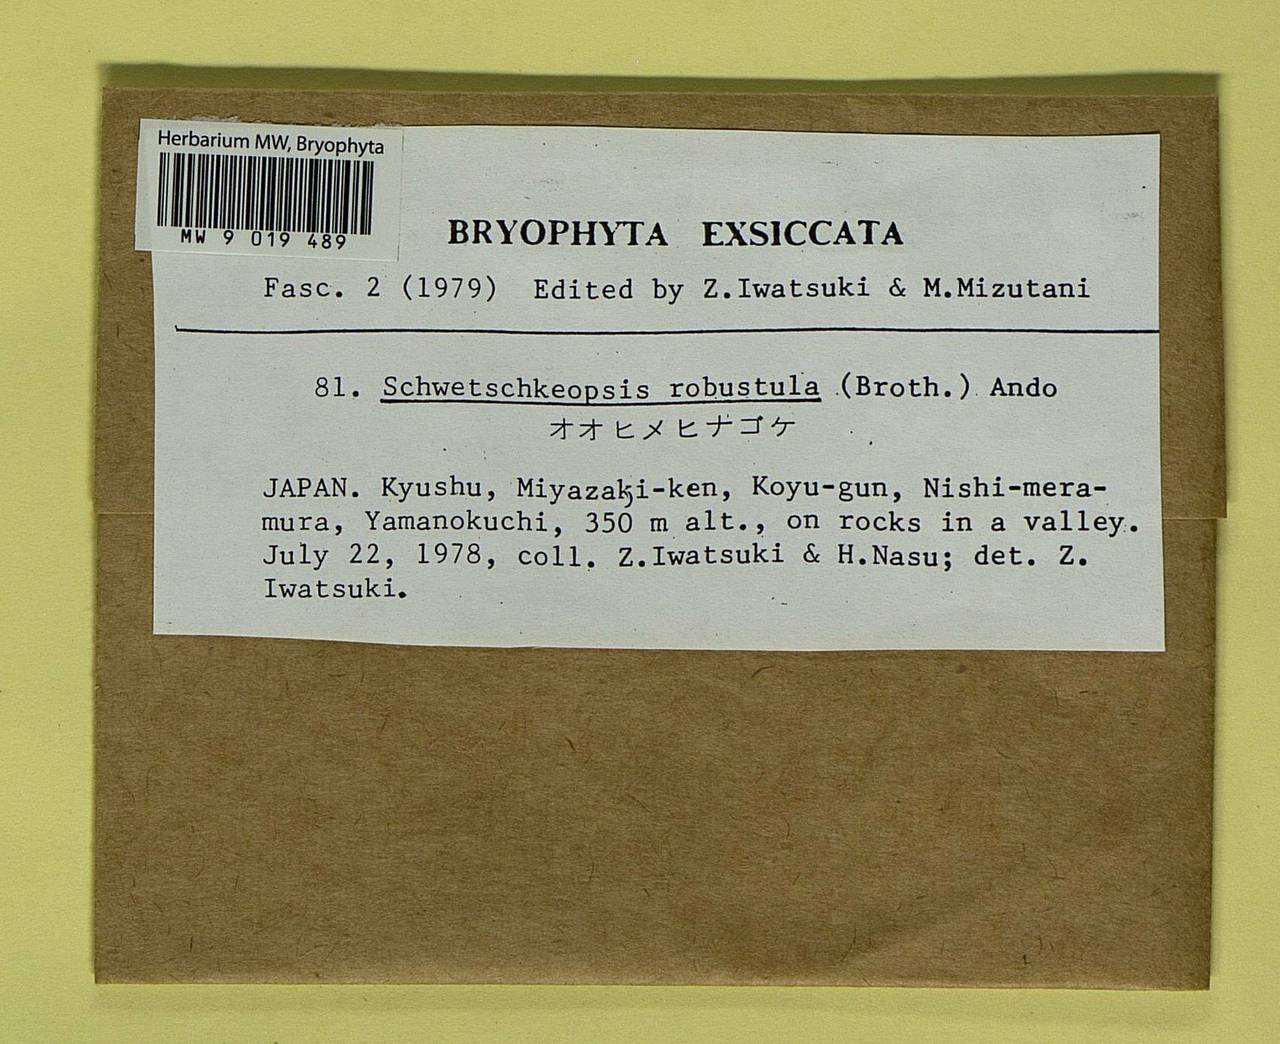 Herbarium MW, Bryophyta
MW 9 019 489
BRYOPHYTA EXSICCATA
Fasc. 2 (1979) Edited by Z.Iwatsuki & M.Mizutani
81. Schwetschkeopsis robustula (Broth.) Ando
オオヒメヒナゴケ
JAPAN. Kyushu, Miyazaki-ken, Koyu-gun, Nishi-mera-
mura, Yamanokuchi, 350 m alt., on rocks in a valley.
July 22, 1978, coll. Z.Iwatsuki & H.Nasu; det. Z.
Iwatsuki.